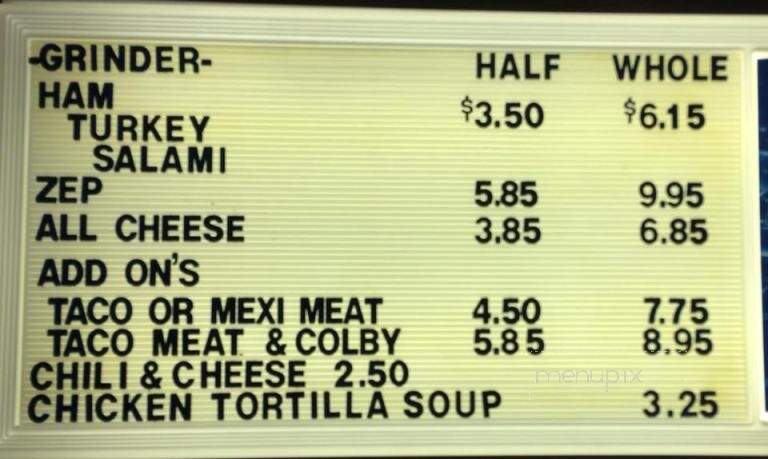 -GRINDER- HALF WHOLE
HAM
TURKEY $3.50 $6.15
SALAMI
ZEP 5.85 9.95
ALL CHEESE 3.85 6.85
ADD ON'S
TACO OR MEXI MEAT 4.50 7.75
TACO MEAT & COLBY 5.85 8.95
CHILI & CHEESE 2.50
menupix
CHICKEN TORTILLA SOUP 3.25